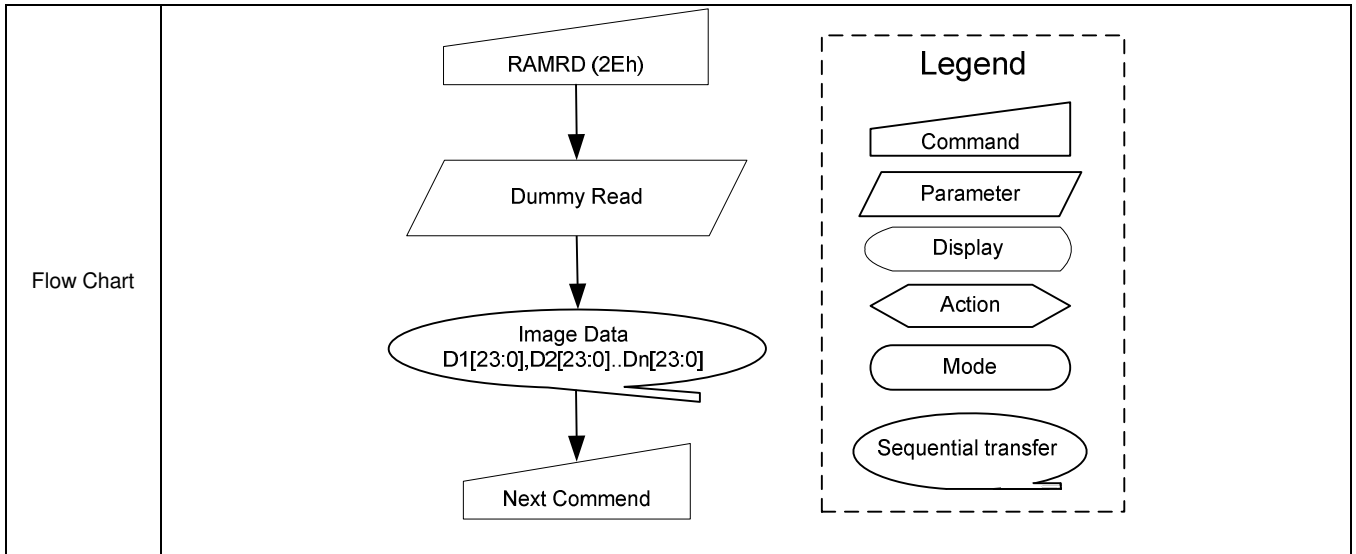 Flow Chart
RAMRD (2Eh)
Dummy Read
Image Data
D1[23:0],D2[23:0]..Dn[23:0]
Next Commend
Legend
Command
Parameter
Display
Action
Mode
Sequential transfer